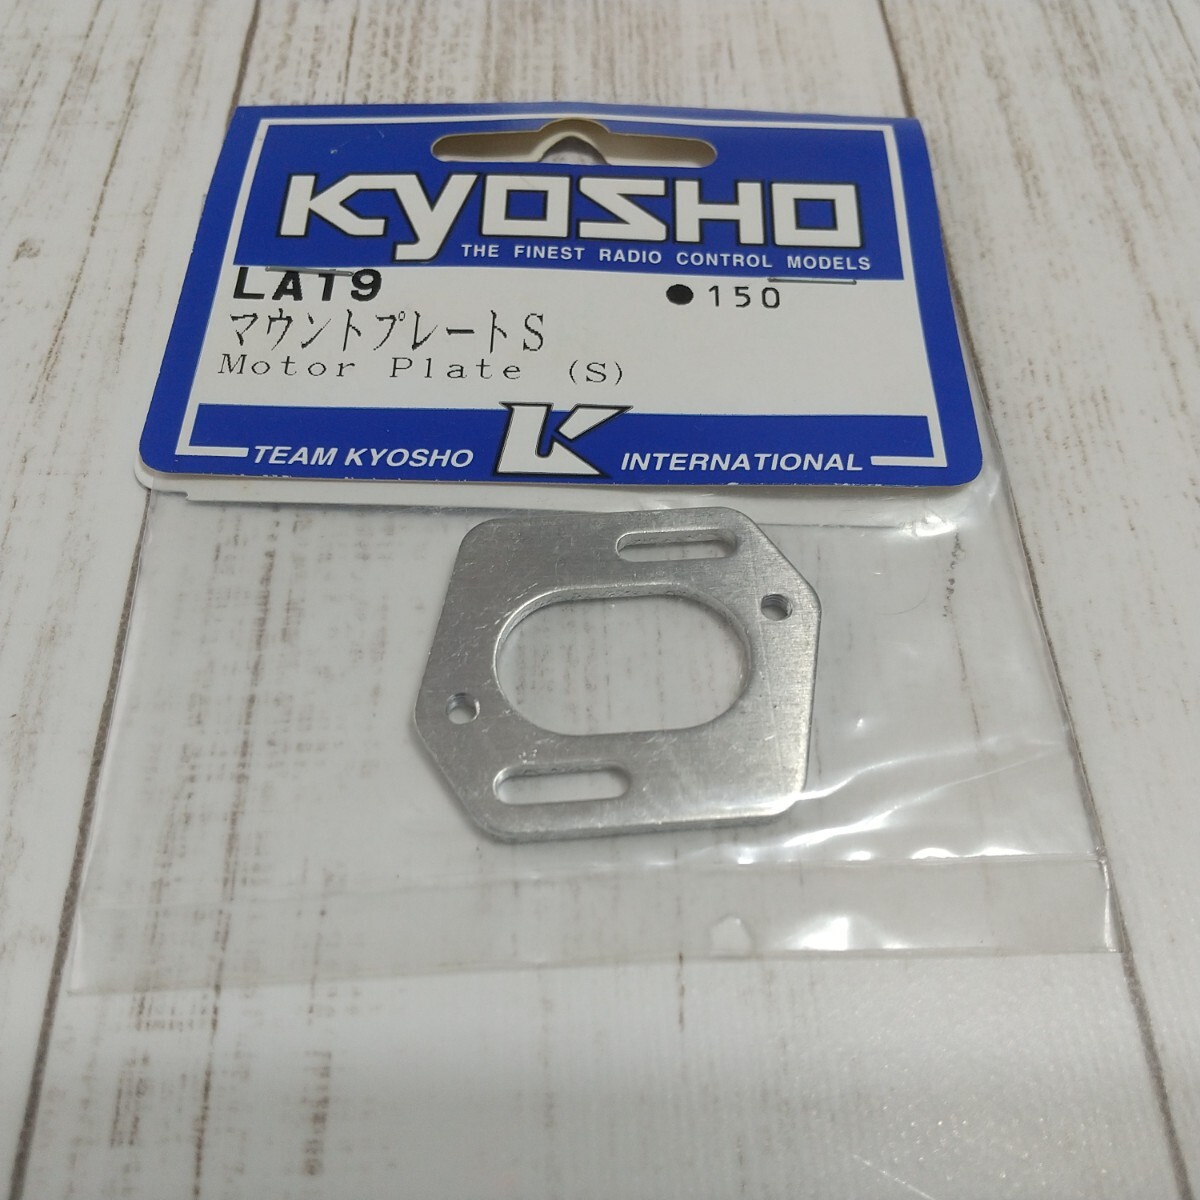 KYOSHO
THE FINEST RADIO CONTROL MODELS
LA19
●150
マウントプレートS
Motor Plate (S)
TEAM KYOSHO K INTERNATIONAL